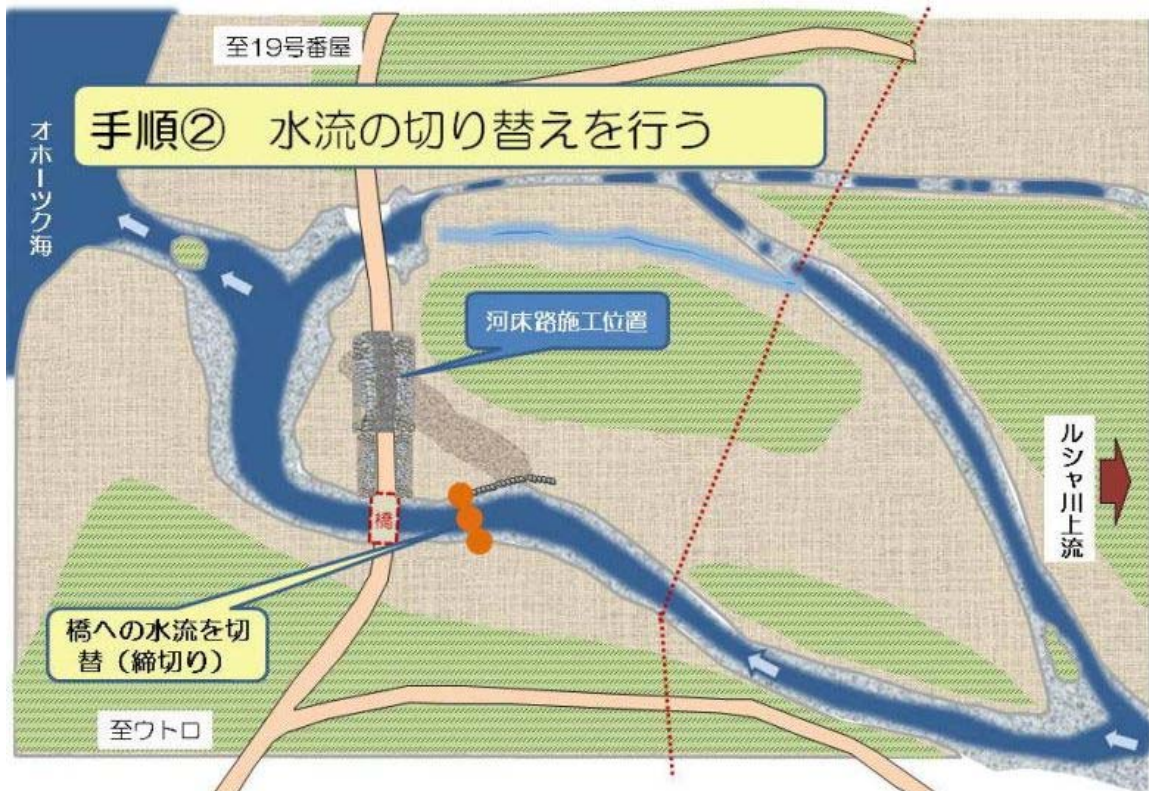 至19号番屋
手順② 水流の切り替えを行う
オホーツク海
河床路施工位置
ルシャ川上流
橋
橋への水流を切
替（締切り）
至ウトロ